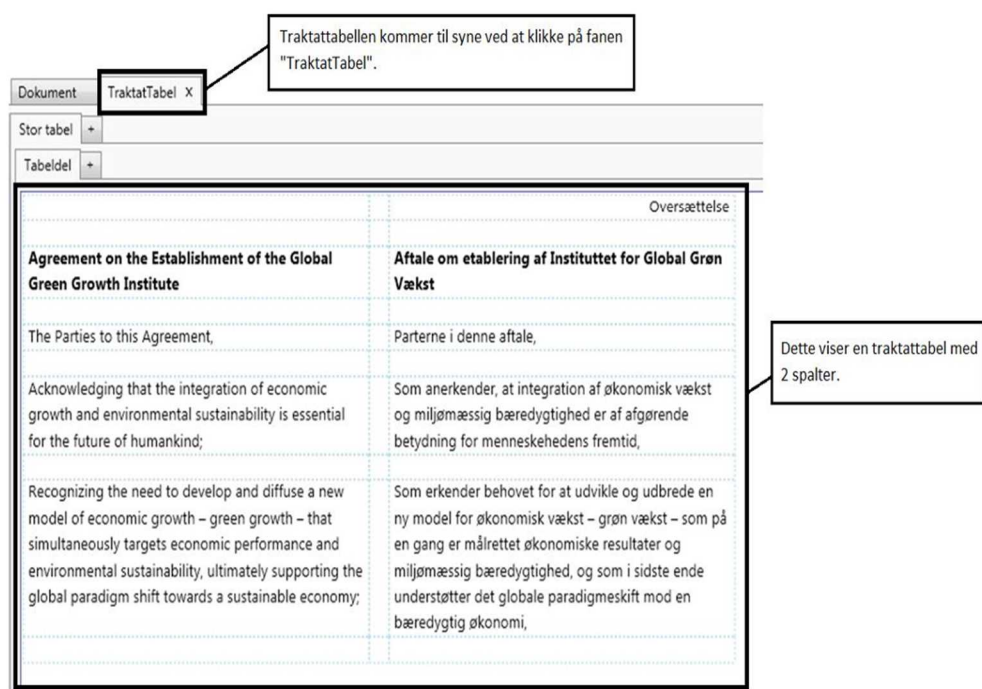 Traktattabellen kommer til syne ved at klikke på fanen
"TraktatTabel".
Dokument
TraktatTabel X
Stor tabel +
Tabeldel +
Oversættelse
Agreement on the Establishment of the Global
Green Growth Institute
Aftale om etablering af Instituttet for Global Grøn
Vækst
The Parties to this Agreement,
Parterne i denne aftale,
Acknowledging that the integration of economic
growth and environmental sustainability is essential
for the future of humankind;
Som anerkender, at integration af økonomisk vækst
og miljømæssig bæredygtighed er af afgørende
betydning for menneskehedens fremtid,
Recognizing the need to develop and diffuse a new
model of economic growth – green growth – that
simultaneously targets economic performance and
environmental sustainability, ultimately supporting the
global paradigm shift towards a sustainable economy;
Som erkender behovet for at udvikle og udbrede en
ny model for økonomisk vækst – grøn vækst – som på
en gang er målrettet økonomiske resultater og
miljømæssig bæredygtighed, og som i sidste ende
understøtter det globale paradigmeskift mod en
bæredygtig økonomi,
Dette viser en traktattabel med
2 spalter.